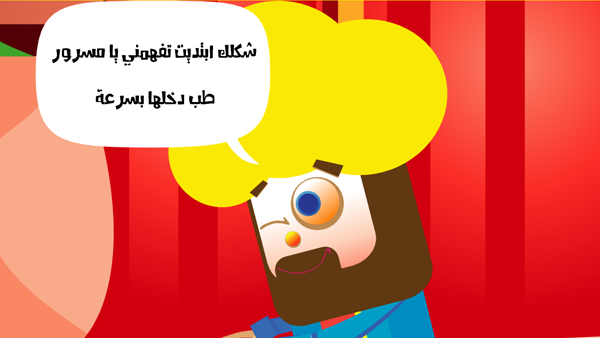 شكلك ابتديت تفهمني يا مسرور
طب دخلها بسرعة